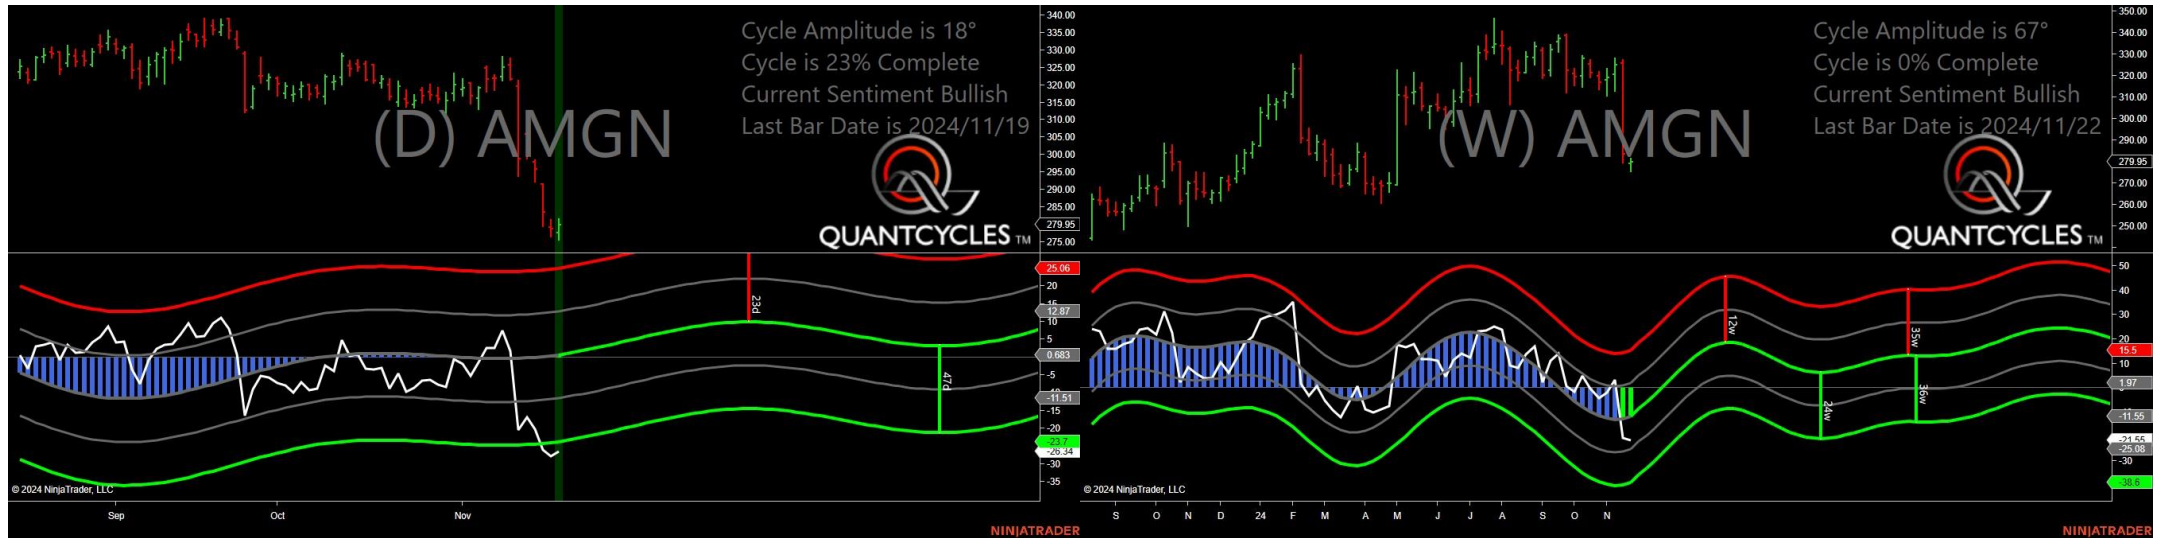 Cycle Amplitude is 18°
Cycle is 23% Complete
Current Sentiment Bullish
Last Bar Date is 2024/11/19
(D) AMGN
QUANTCYCLES TM
340.00
335.00
330.00
325.00
320.00
315.00
310.00
305.00
300.00
295.00
290.00
285.00
279.95
275.00
25.06
20
15
12.87
10
5
0.683
-5
-11.51
-15
-20
-23.7
-26.34
-30
-35
23d
47d
© 2024 NinjaTrader, LLC
Sep
Oct
Nov
NINJATRADER
Cycle Amplitude is 67°
Cycle is 0% Complete
Current Sentiment Bullish
Last Bar Date is 2024/11/22
(W) AMGN
QUANTCYCLES TM
350.00
340.00
330.00
320.00
310.00
300.00
290.00
279.95
270.00
260.00
250.00
50
40
30
20
15.5
10
1.97
-11.55
-21.55
-25.08
-30
-38.6
12w
24w
35w
36w
© 2024 NinjaTrader, LLC
S
O
N
D
24
F
M
A
M
J
J
A
S
O
N
NINJATRADER